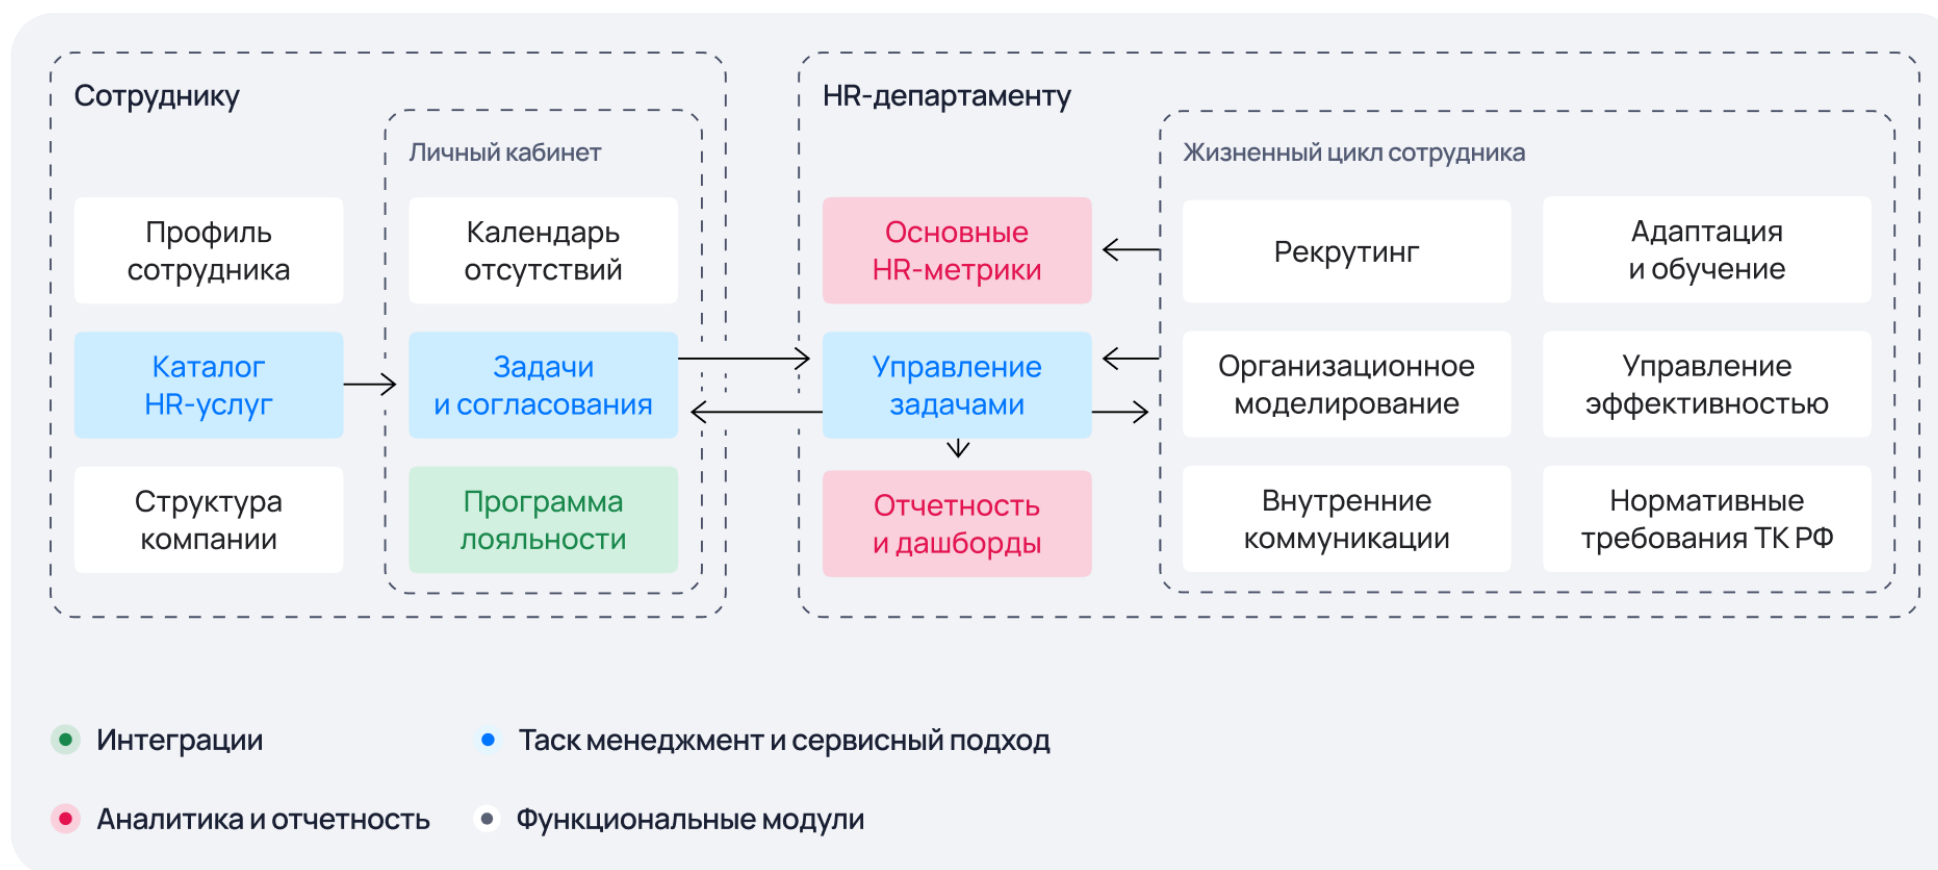 Сотруднику
Личный кабинет
Профиль
сотрудника
Календарь
отсутствий
Каталог
HR-услуг
Задачи
и согласования
Структура
компании
Программа
лояльности
HR-департаменту
Жизненный цикл сотрудника
Основные
HR-метрики
Рекрутинг
Адаптация
и обучение
Управление
задачами
Организационное
моделирование
Управление
эффективностью
Отчетность
и дашборды
Внутренние
коммуникации
Нормативные
требования ТК РФ
Интеграции
Таск менеджмент и сервисный подход
Аналитика и отчетность
Функциональные модули